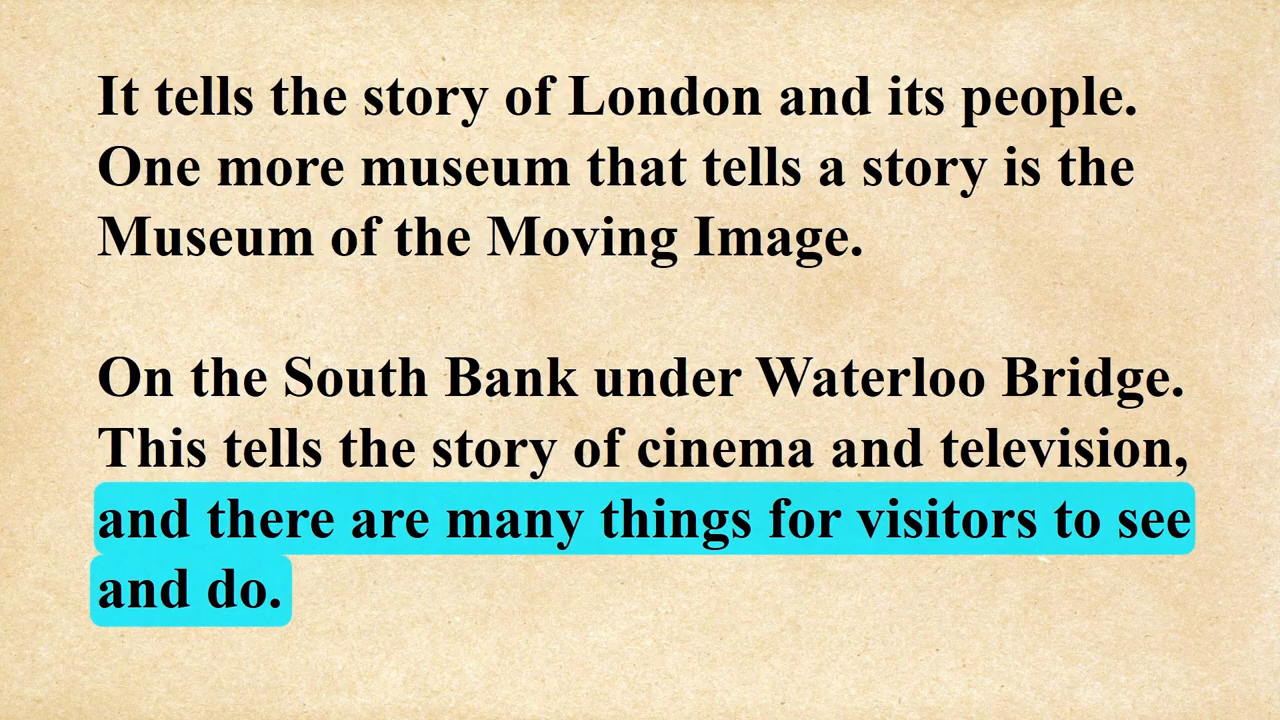 It tells the story of London and its people.
One more museum that tells a story is the
Museum of the Moving Image.
On the South Bank under Waterloo Bridge.
This tells the story of cinema and television,
and there are many things for visitors to see
and do.